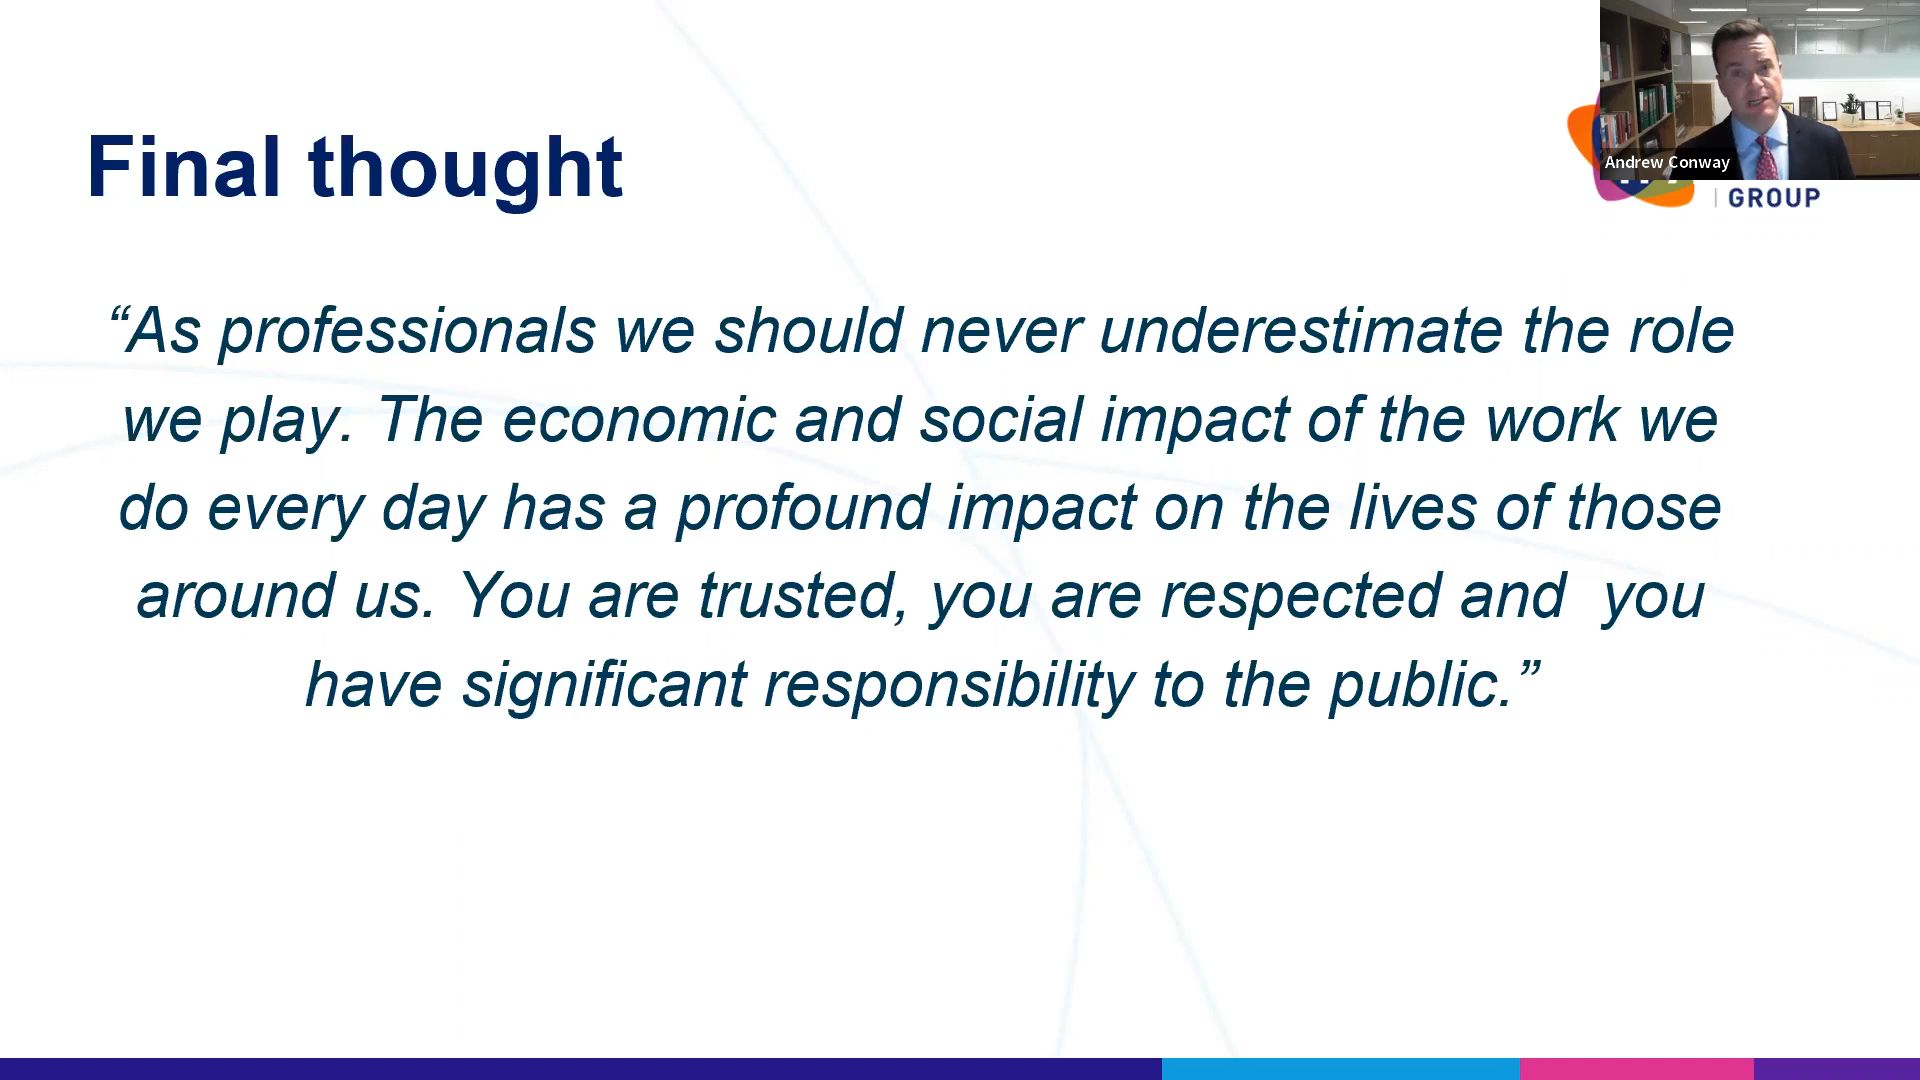 Andrew Conway
| GROUP
Final thought
“As professionals we should never underestimate the role
we play. The economic and social impact of the work we
do every day has a profound impact on the lives of those
around us. You are trusted, you are respected and  you
have significant responsibility to the public.”